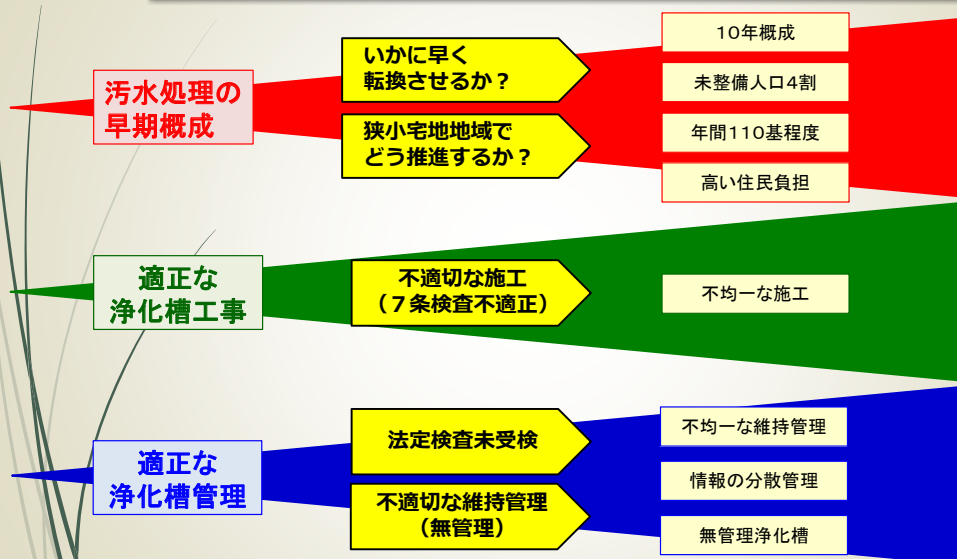 汚水処理の
早期概成
いかに早く
転換させるか？
狭小宅地地域で
どう推進するか？
10年概成
未整備人口4割
年間110基程度
高い住民負担
適正な
浄化槽工事
不適切な施工
（７条検査不適正）
不均一な施工
適正な
浄化槽管理
法定検査未受検
不適切な維持管理
（無管理）
不均一な維持管理
情報の分散管理
無管理浄化槽